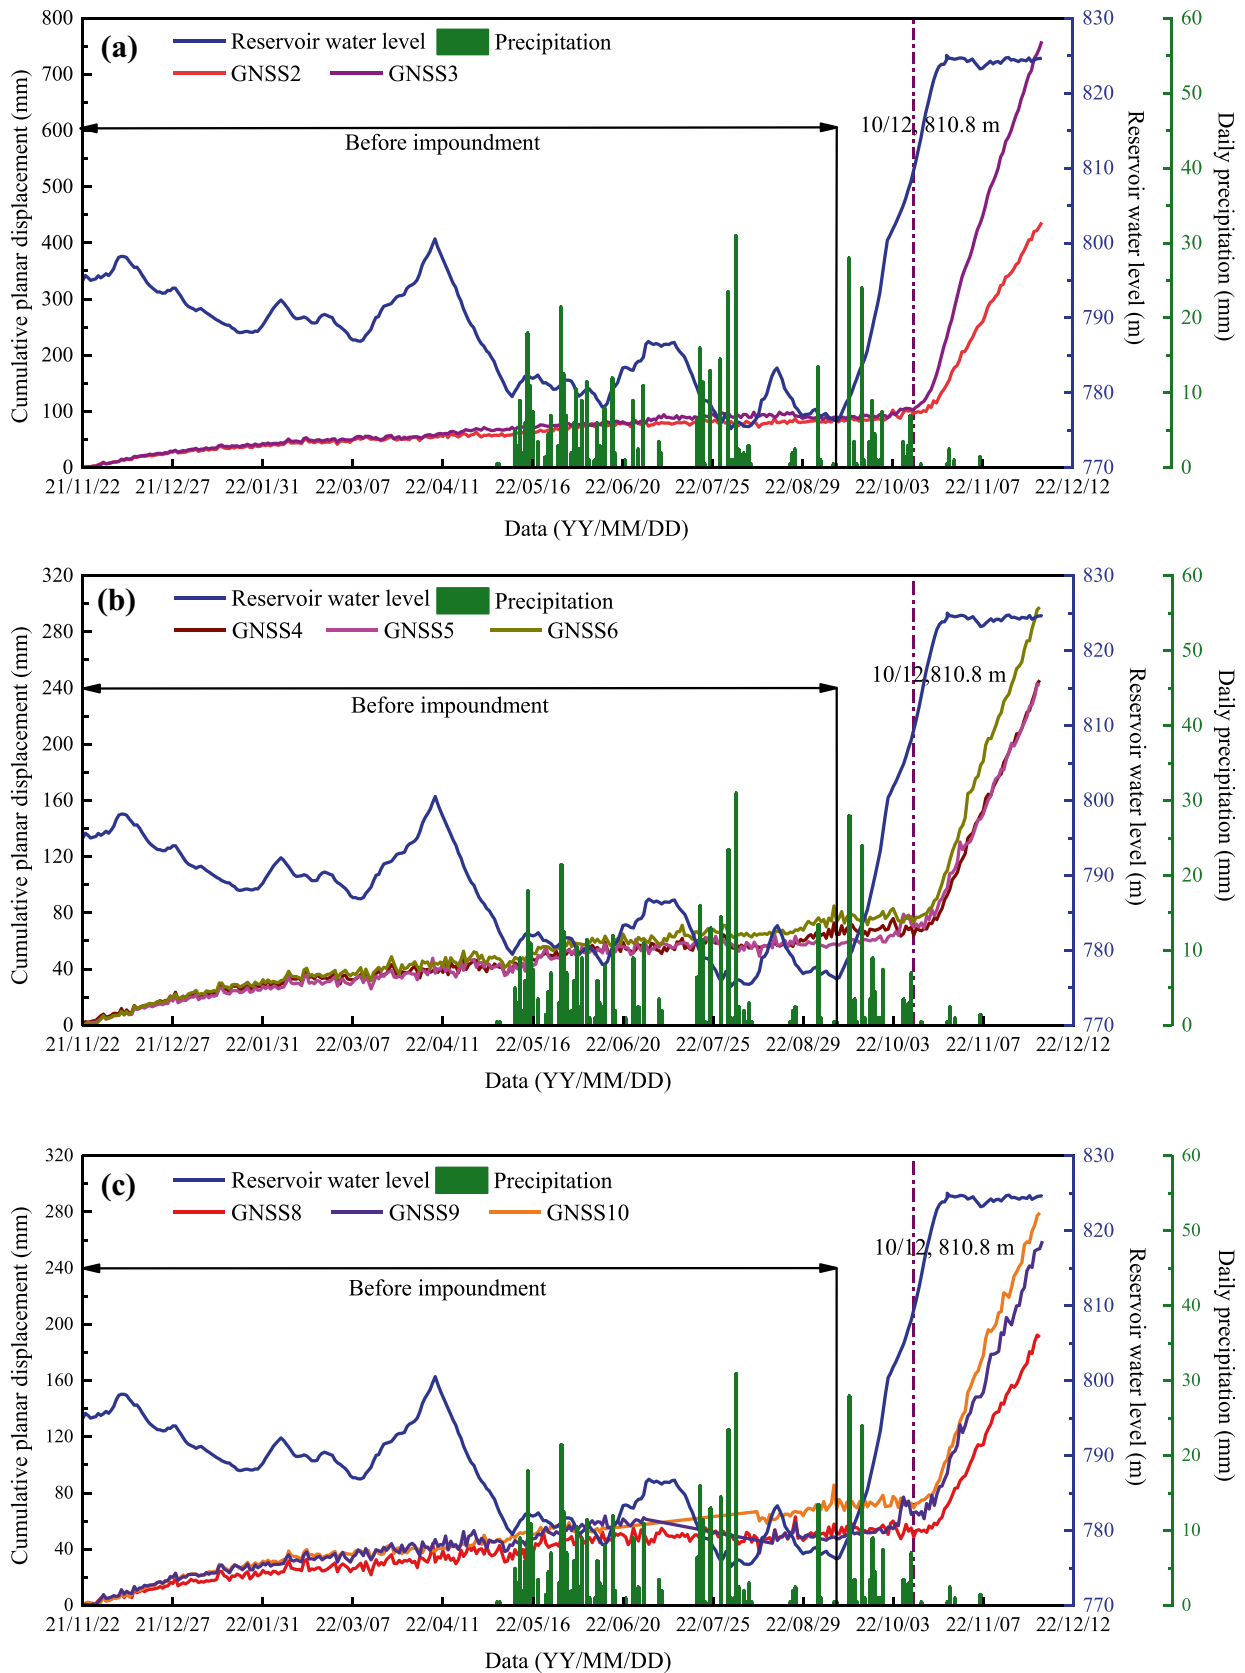 (a)
Reservoir water level Precipitation
GNSS2 GNSS3
Before impoundment
10/12, 810.8 m
800
700
600
500
400
300
200
100
0
Cumulative planar displacement (mm)
830
820
810
800
790
780
770
Reservoir water level (m)
60
50
40
30
20
10
0
Daily precipitation (mm)
21/11/22 21/12/27 22/01/31 22/03/07 22/04/11 22/05/16 22/06/20 22/07/25 22/08/29 22/10/03 22/11/07 22/12/12
Data (YY/MM/DD)
(b)
Reservoir water level Precipitation
GNSS4 GNSS5 GNSS6
Before impoundment
10/12,810.8 m
320
280
240
200
160
120
80
40
0
Cumulative planar displacement (mm)
830
820
810
800
790
780
770
Reservoir water level (m)
60
50
40
30
20
10
0
Daily precipitation (mm)
21/11/22 21/12/27 22/01/31 22/03/07 22/04/11 22/05/16 22/06/20 22/07/25 22/08/29 22/10/03 22/11/07 22/12/12
Data (YY/MM/DD)
(c)
Reservoir water level Precipitation
GNSS8 GNSS9 GNSS10
Before impoundment
10/12, 810.8 m
320
280
240
200
160
120
80
40
0
Cumulative planar displacement (mm)
830
820
810
800
790
780
770
Reservoir water level (m)
60
50
40
30
20
10
0
Daily precipitation (mm)
21/11/22 21/12/27 22/01/31 22/03/07 22/04/11 22/05/16 22/06/20 22/07/25 22/08/29 22/10/03 22/11/07 22/12/12
Data (YY/MM/DD)